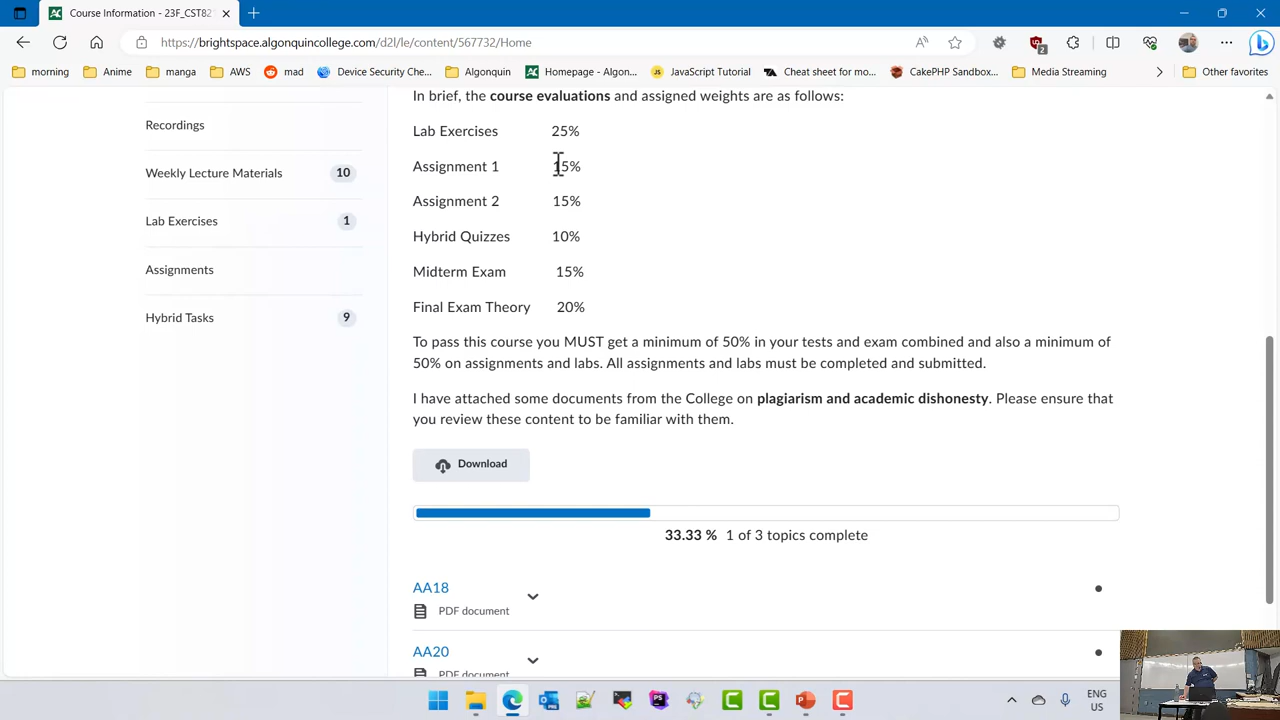 Course Information - 23F_CST82
https://brightspace.algonquincollege.com/d2l/le/content/567732/Home
2
morning
Anime
manga
AWS
mad
Device Security Che...
Algonquin
Homepage - Algon...
JavaScript Tutorial
Cheat sheet for mo...
CakePHP Sandbox...
Media Streaming
Other favorites
In brief, the course evaluations and assigned weights are as follows:
Recordings
Lab Exercises 25%
Weekly Lecture Materials 10
Assignment 1 15%
Lab Exercises 1
Assignment 2 15%
Assignments
Hybrid Quizzes 10%
Hybrid Tasks 9
Midterm Exam 15%
Final Exam Theory 20%
To pass this course you MUST get a minimum of 50% in your tests and exam combined and also a minimum of
50% on assignments and labs. All assignments and labs must be completed and submitted.
I have attached some documents from the College on plagiarism and academic dishonesty. Please ensure that
you review these content to be familiar with them.
Download
33.33 % 1 of 3 topics complete
AA18
PDF document
AA20
PDF document
ENG
US